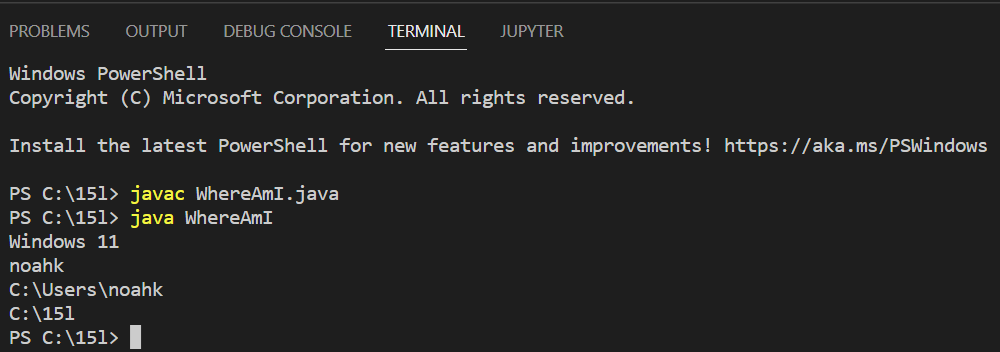 PROBLEMS OUTPUT DEBUG CONSOLE TERMINAL JUPYTER
Windows PowerShell
Copyright (C) Microsoft Corporation. All rights reserved.
Install the latest PowerShell for new features and improvements! https://aka.ms/PSWindows
PS C:\15l> javac WhereAmI.java
PS C:\15l> java WhereAmI
Windows 11
noahk
C:\Users\noahk
C:\15l
PS C:\15l>